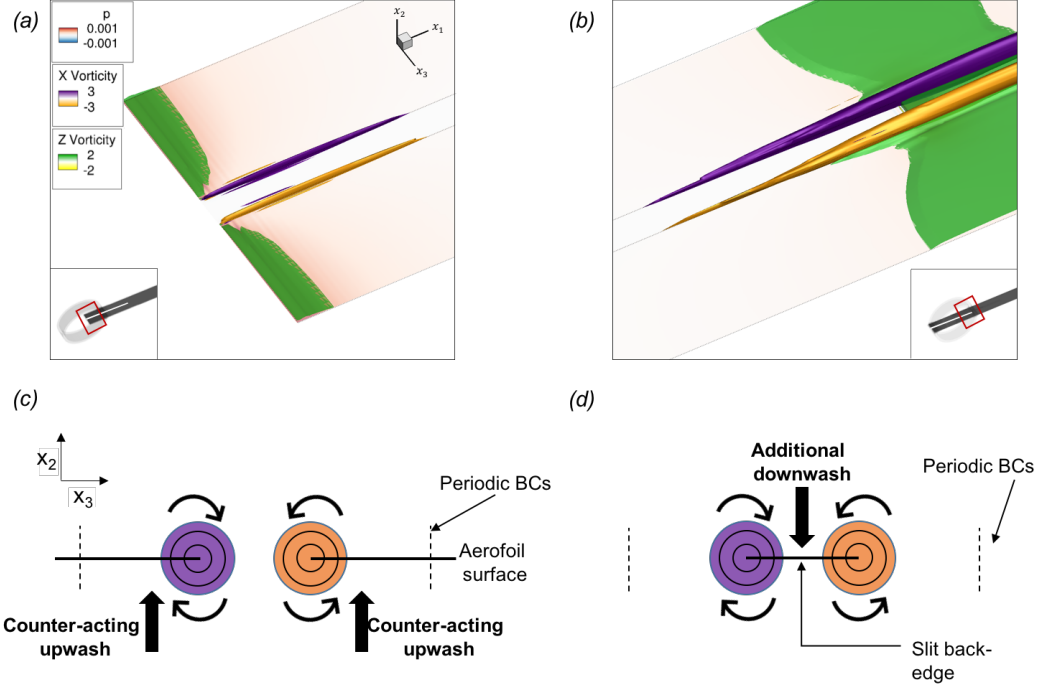 (a)
p
0.001
-0.001
X Vorticity
3
-3
Z Vorticity
2
-2
x₂
x₁
x₃
(b)
(c)
x₂
x₃
Periodic BCs
Aerofoil
surface
Counter-acting
upwash
Counter-acting
upwash
(d)
Additional
downwash
Periodic BCs
Slit back-
edge